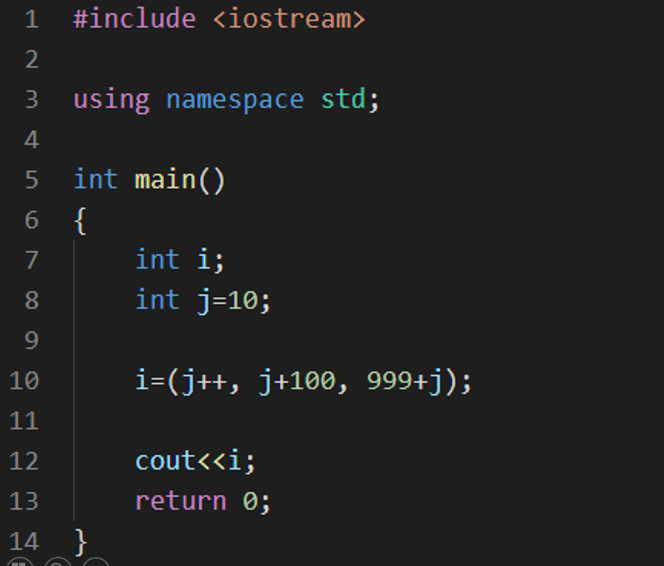 1 #include <iostream>
2
3 using namespace std;
4
5 int main()
6 {
7     int i;
8     int j=10;
9
10     i=(j++, j+100, 999+j);
11
12     cout<<i;
13     return 0;
14 }